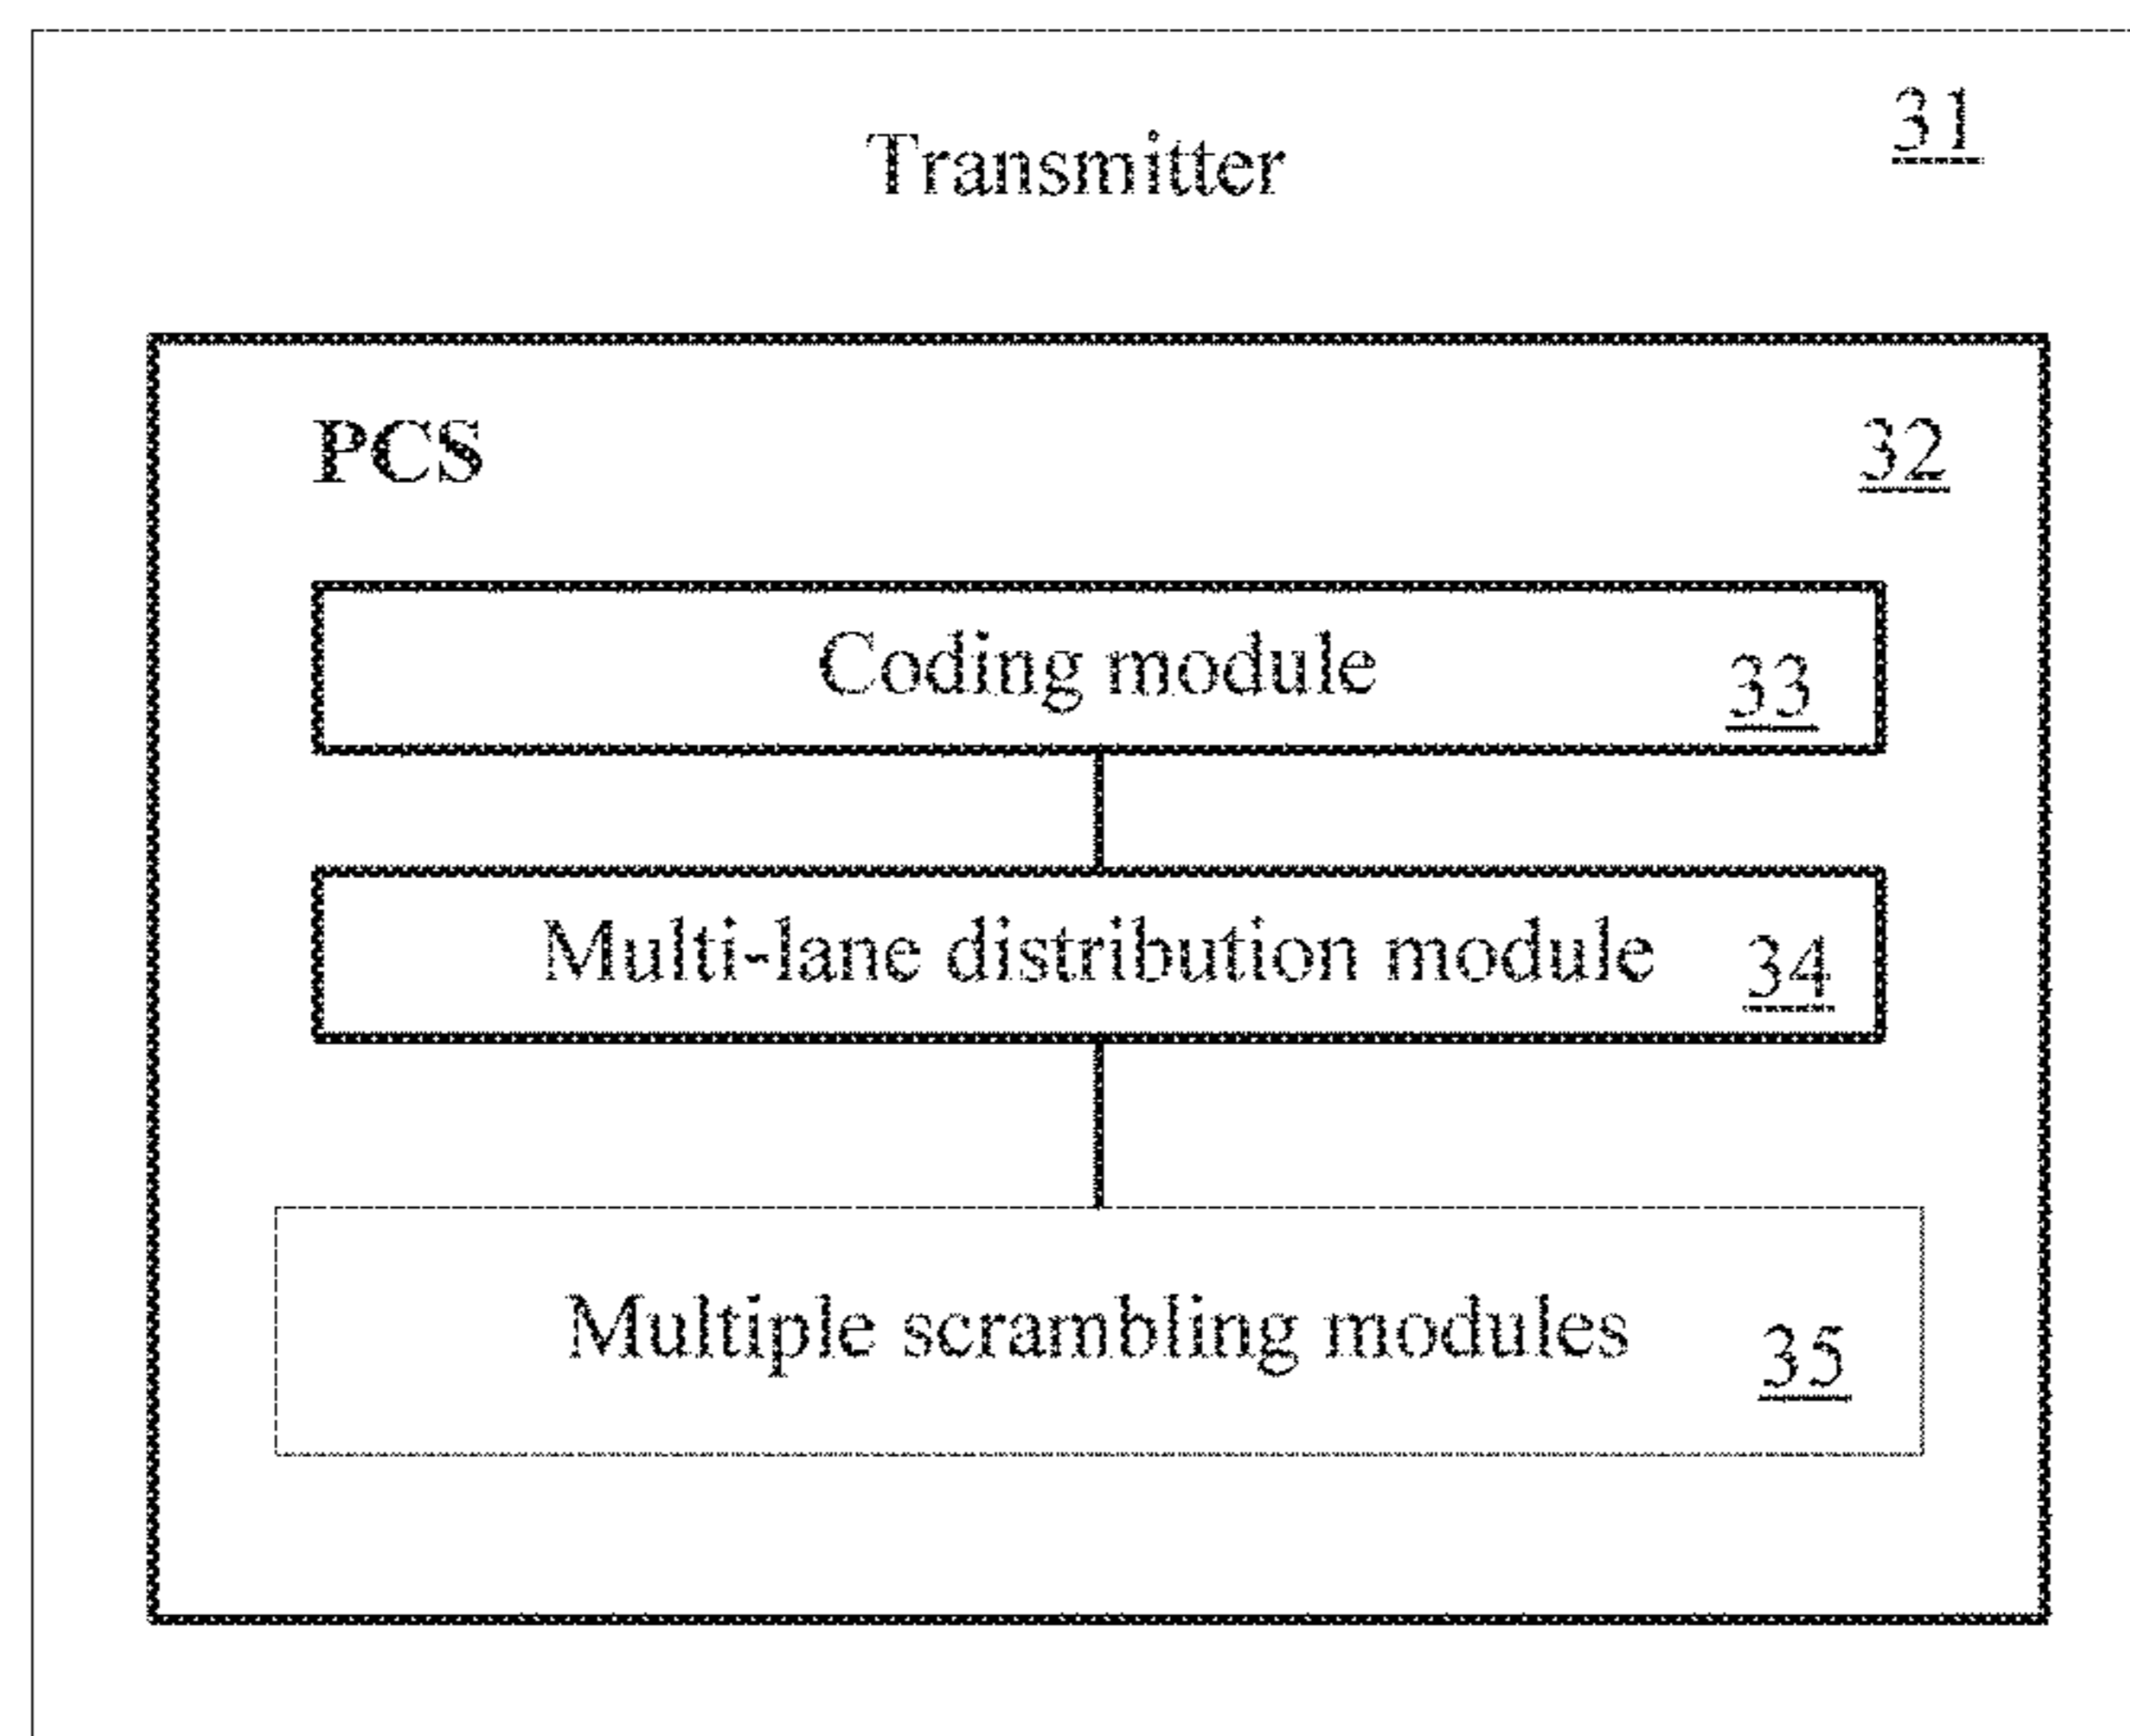 Transmitter 31
PCS 32
Coding module 33
Multi-lane distribution module 34
Multiple scrambling modules 35